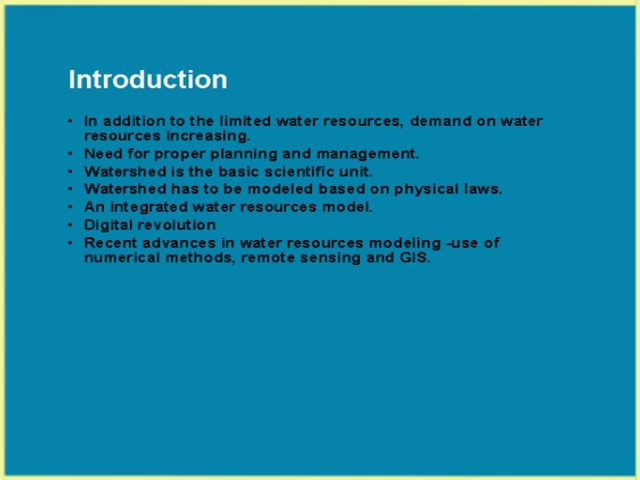 Introduction
• In addition to the limited water resources, demand on water
resources increasing.
• Need for proper planning and management.
• Watershed is the basic scientific unit.
• Watershed has to be modeled based on physical laws.
• An integrated water resources model.
• Digital revolution
• Recent advances in water resources modeling -use of
numerical methods, remote sensing and GIS.